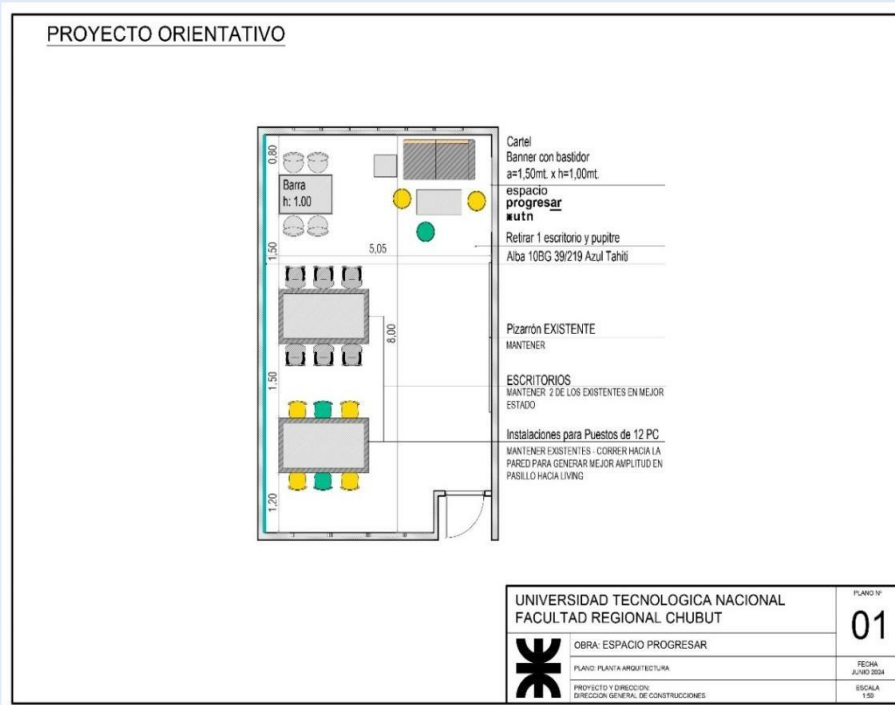 PROYECTO ORIENTATIVO
0,80
Barra
h: 1.00
1,50
5,05
8,00
1,50
1,20
Cartel
Banner con bastidor
a=1,50mt. x h=1,00mt.
espacio
progresar
utn
Retirar 1 escritorio y pupitre
Alba 10BG 39/219 Azul Tahiti
Pizarrón EXISTENTE
MANTENER
ESCRITORIOS
MANTENER 2 DE LOS EXISTENTES EN MEJOR
ESTADO
Instalaciones para Puestos de 12 PC
MANTENER EXISTENTES - CORRER HACIA LA
PARED PARA GENERAR MEJOR AMPLITUD EN
PASILLO HACIA LIVING
UNIVERSIDAD TECNOLOGICA NACIONAL
FACULTAD REGIONAL CHUBUT
OBRA: ESPACIO PROGRESAR
PLANO: PLANTA ARQUITECTURA
PROYECTO Y DIRECCION:
DIRECCION GENERAL DE CONSTRUCCIONES
PLANO Nº
01
FECHA
JUNIO 2024
ESCALA
1:50